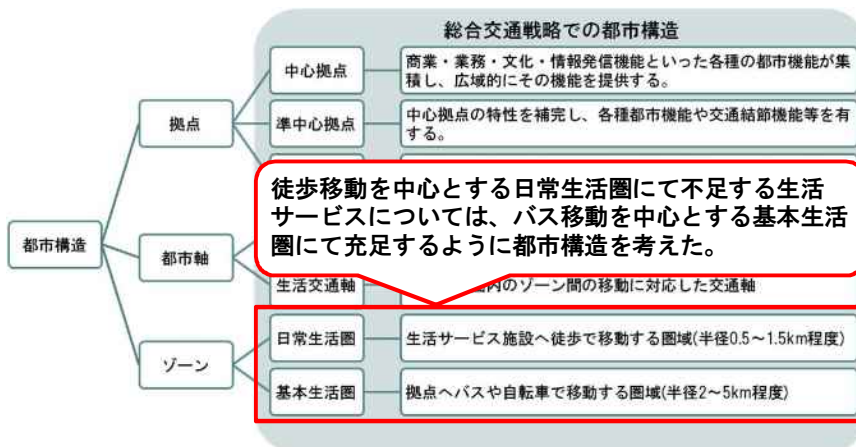 総合交通戦略での都市構造
中心拠点
商業・業務・文化・情報発信機能といった各種の都市機能が集
積し、広域的にその機能を提供する。
拠点
準中心拠点
中心拠点の特性を補完し、各種都市機能や交通結節機能等を有
する。
徒歩移動を中心とする日常生活圏にて不足する生活
サービスについては、バス移動を中心とする基本生活
圏にて充足するように都市構造を考えた。
都市構造
都市軸
生活交通軸
内のゾーン間の移動に対応した交通軸
ゾーン
日常生活圏
生活サービス施設へ徒歩で移動する圏域(半径0.5～1.5km程度)
基本生活圏
拠点へバスや自転車で移動する圏域(半径2～5km程度)